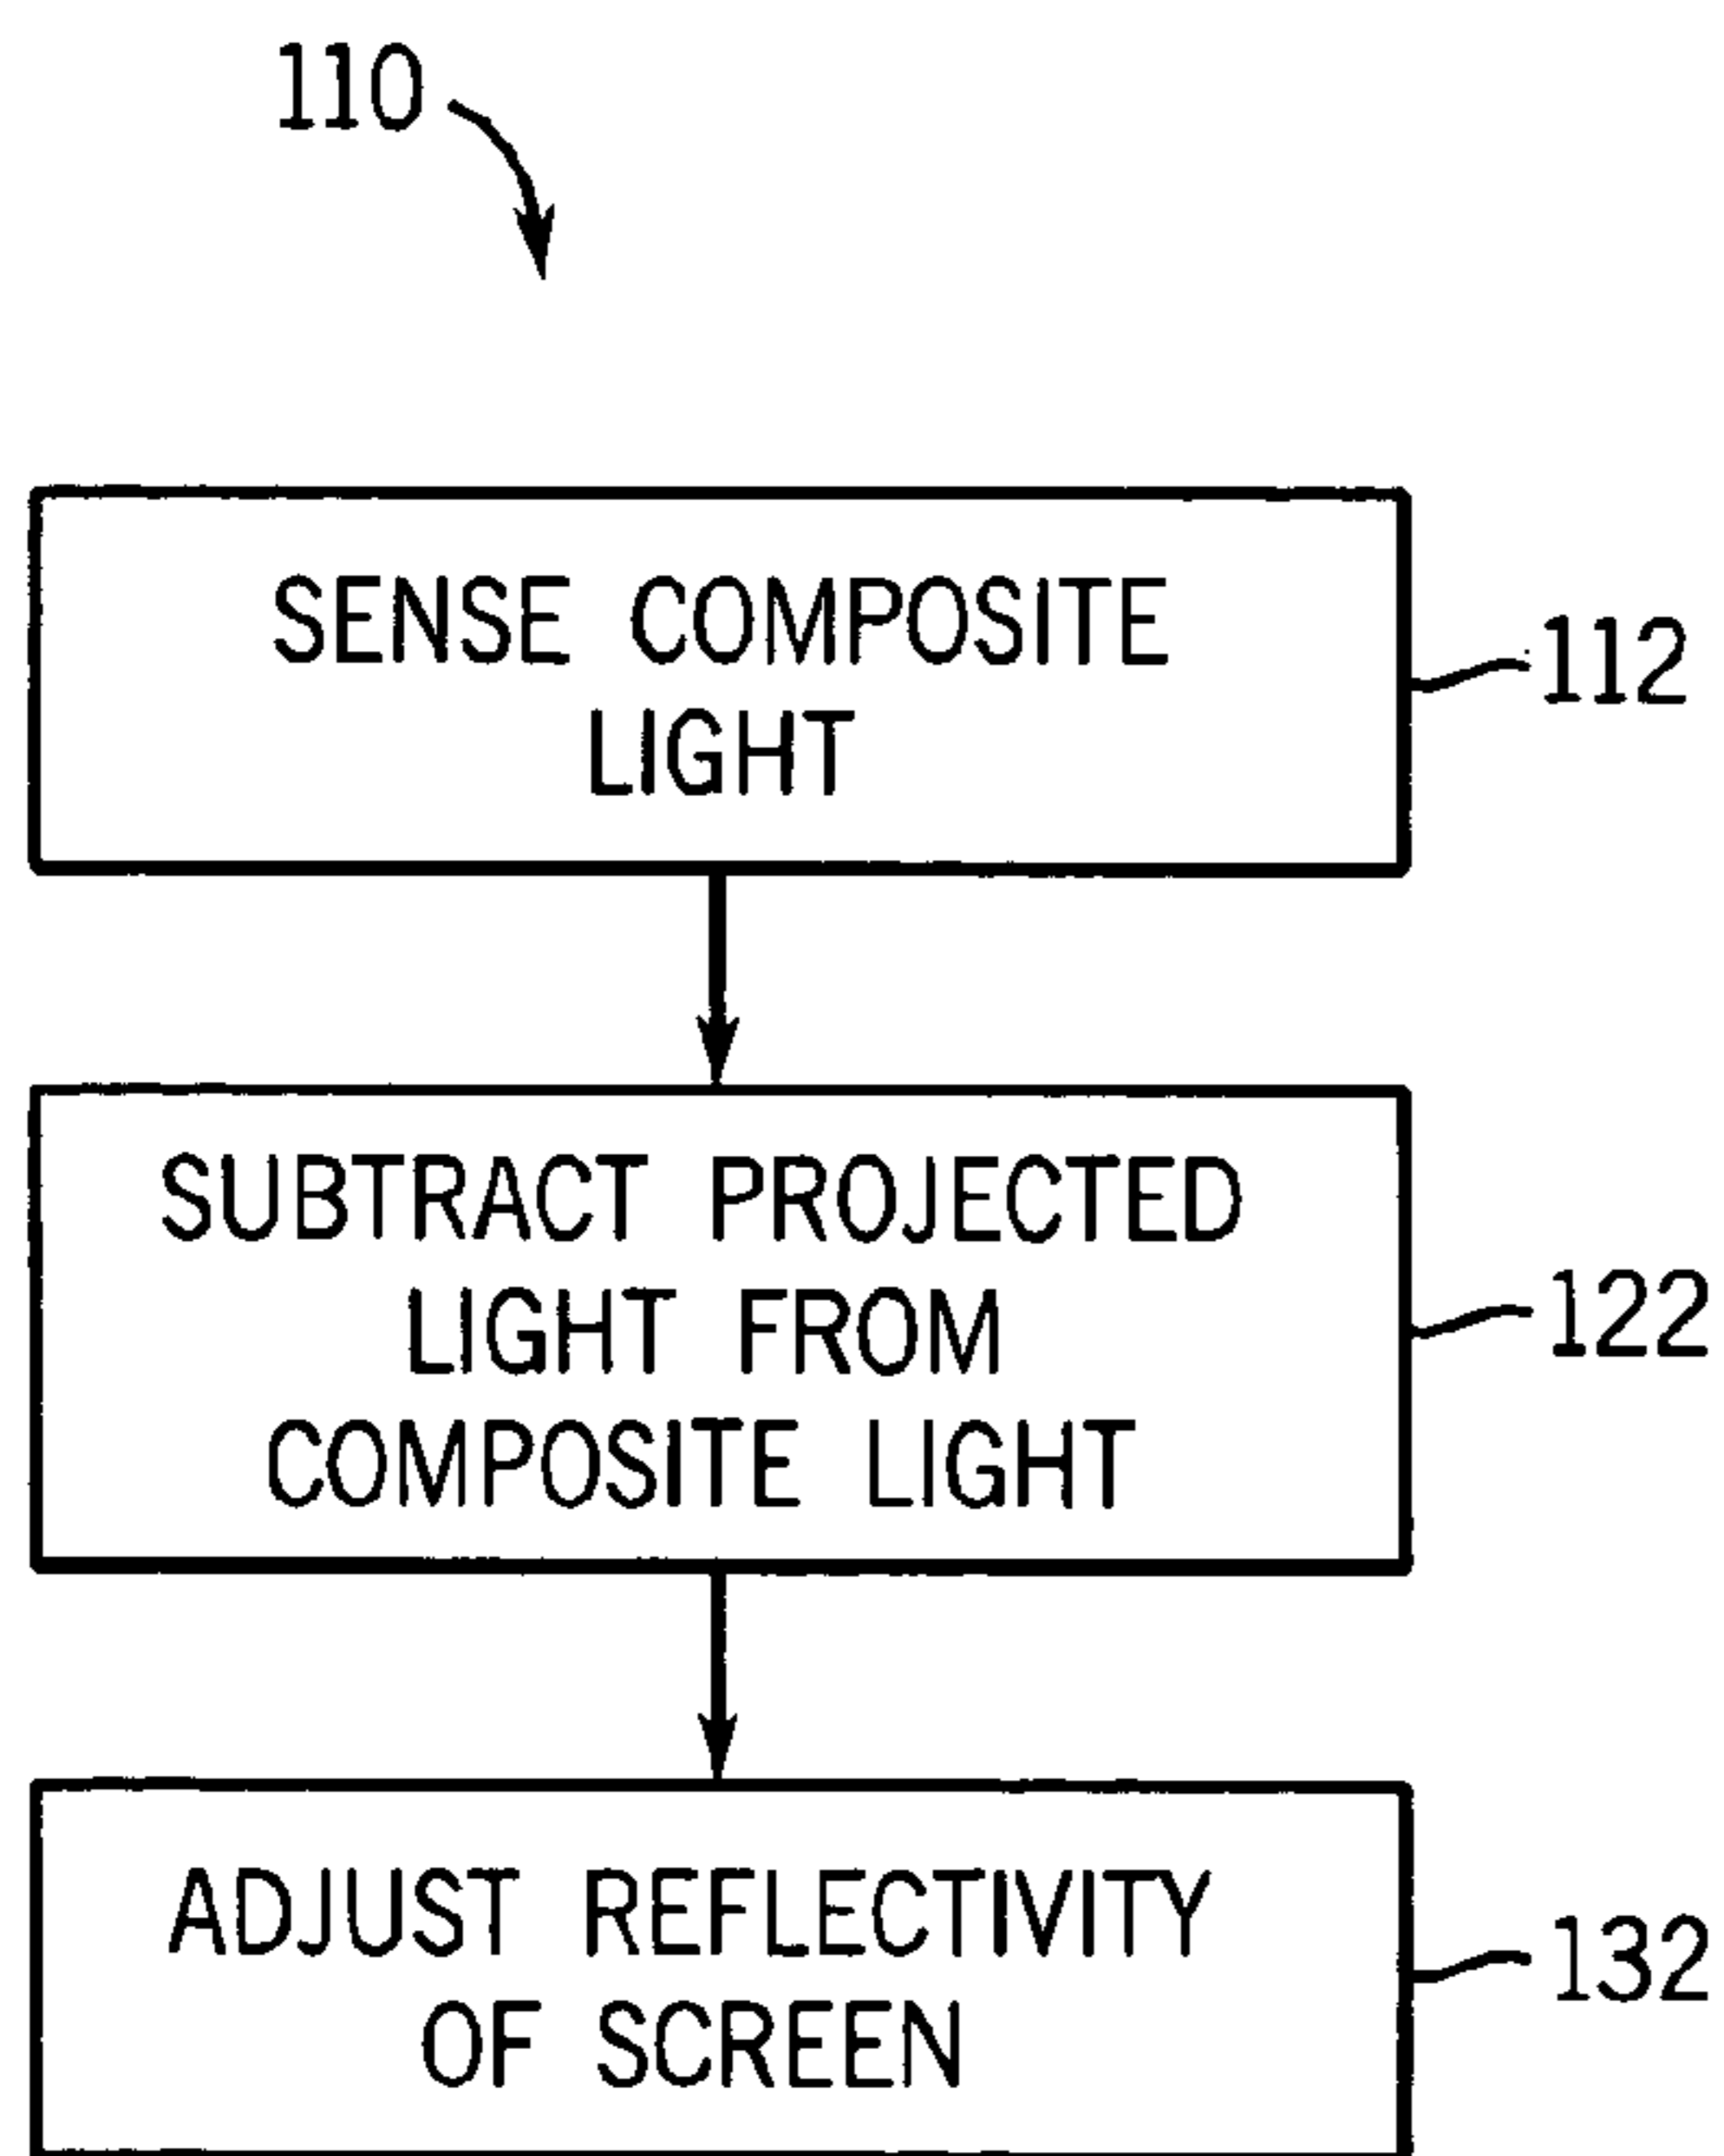 110
SENSE COMPOSITE
LIGHT
112
SUBTRACT PROJECTED
LIGHT FROM
COMPOSITE LIGHT
122
ADJUST REFLECTIVITY
OF SCREEN
132